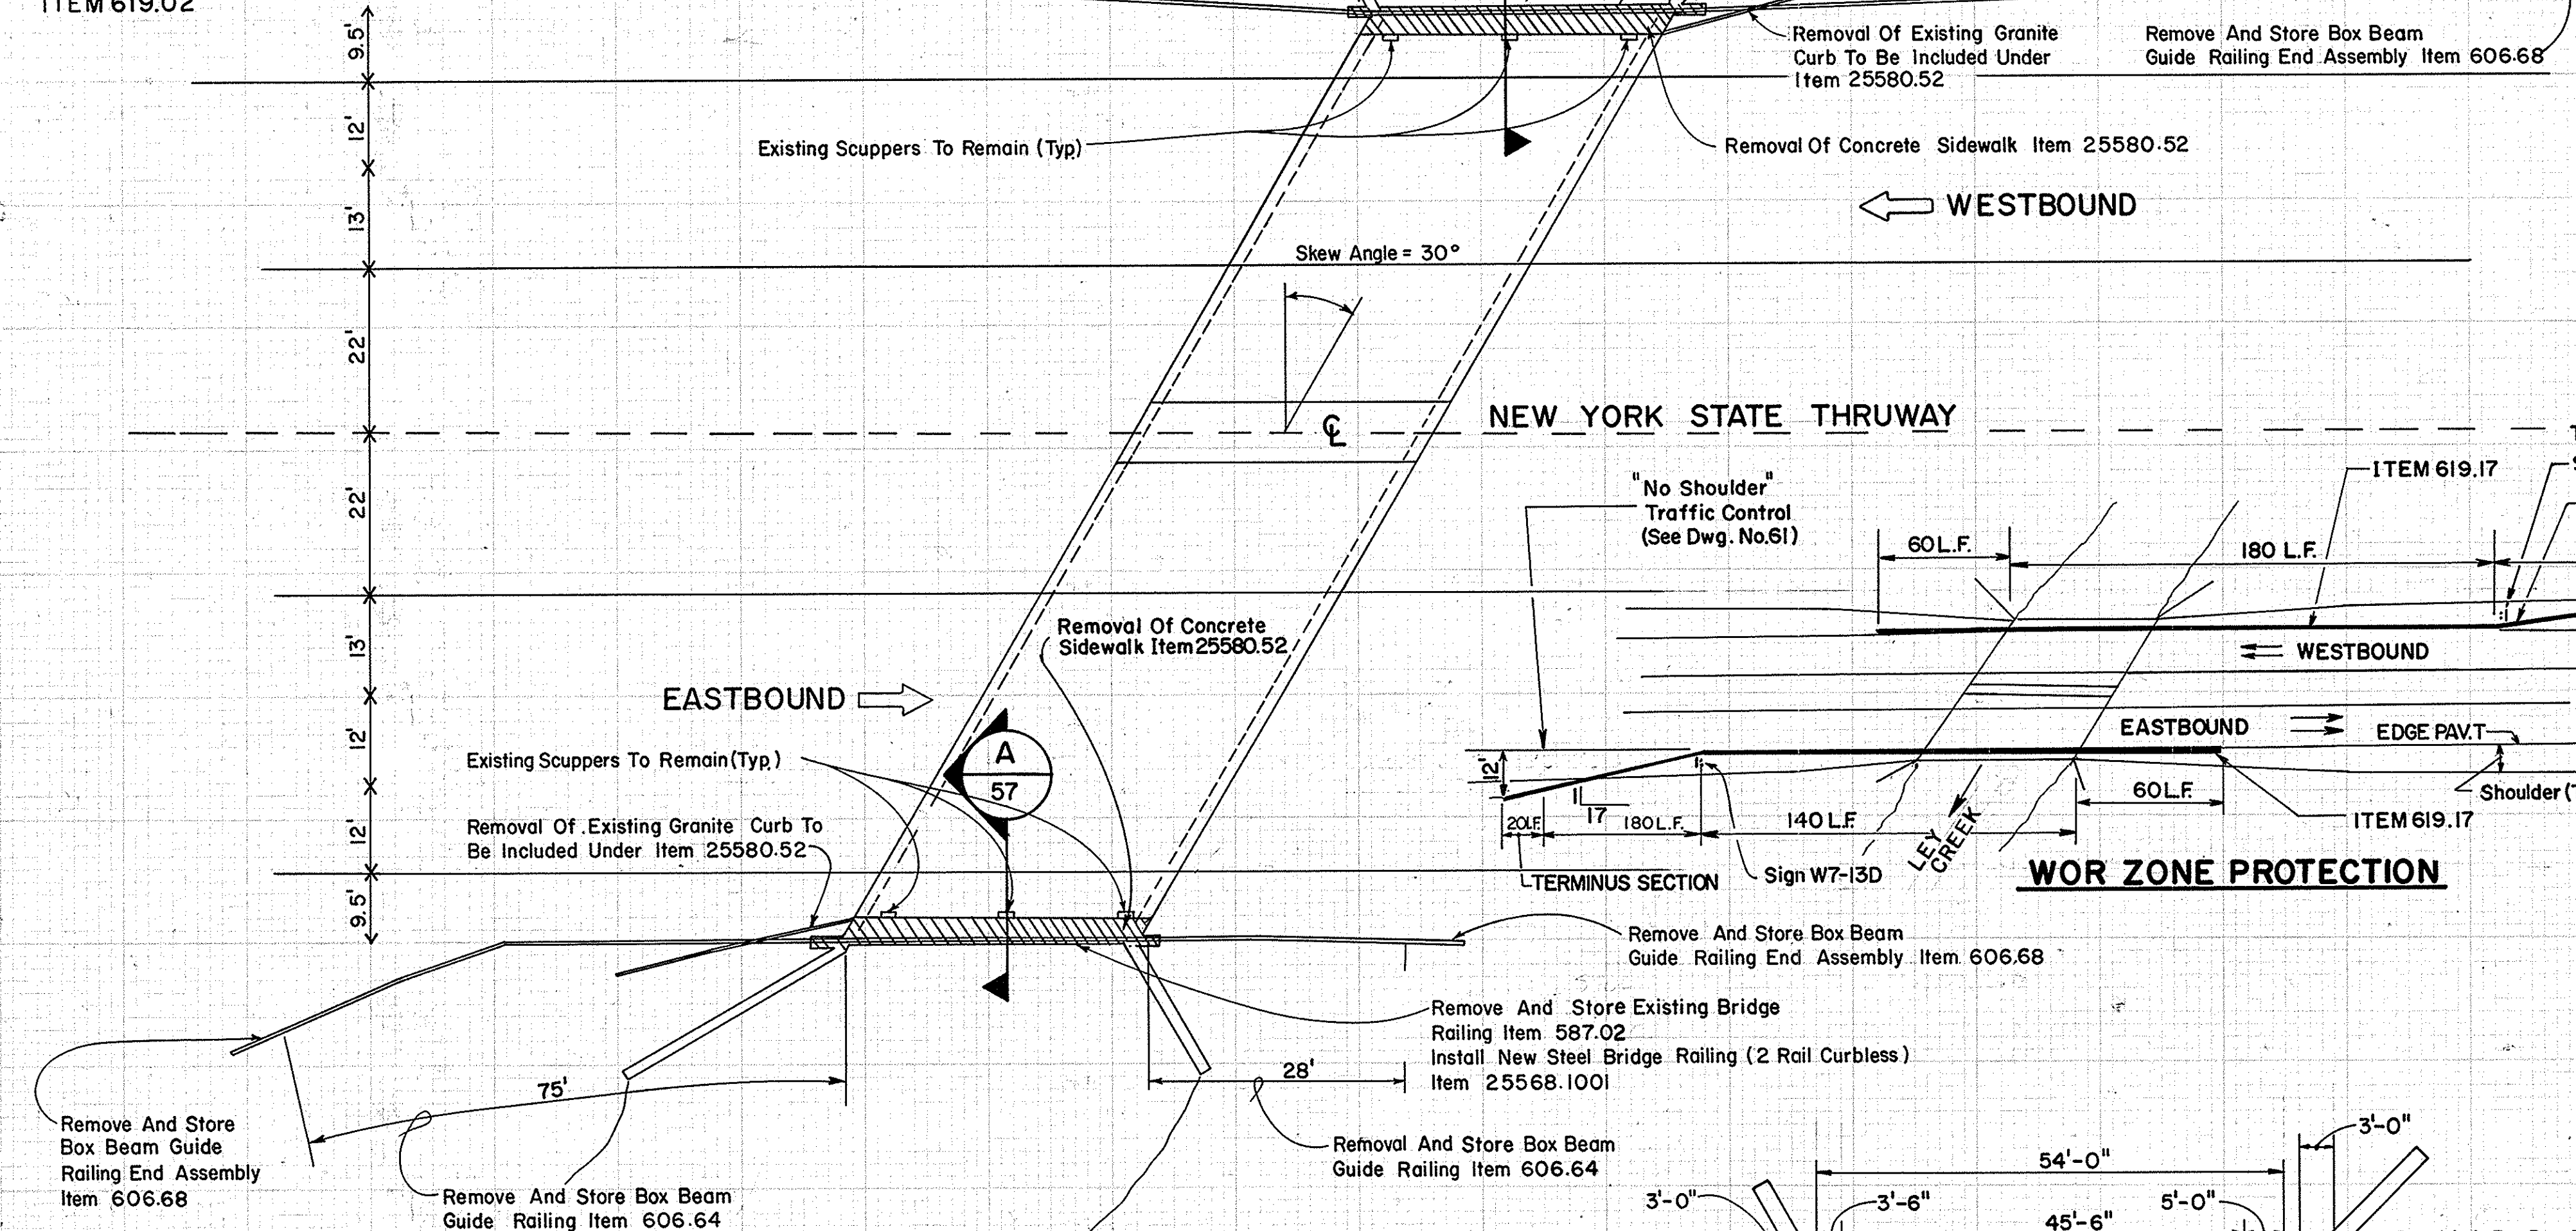 ITEM 619.02
9.5'
12'
13'
22'
22'
13'
12'
12'
9.5'
Removal Of Existing Granite
Curb To Be Included Under
Item 25580.52
Remove And Store Box Beam
Guide Railing End Assembly Item 606.68
Existing Scuppers To Remain (Typ.)
Removal Of Concrete Sidewalk Item 25580.52
WESTBOUND
Skew Angle = 30°
NEW YORK STATE THRUWAY
℄
"No Shoulder"
Traffic Control
(See Dwg. No.61)
ITEM 619.17
60 L.F.
180 L.F.
WESTBOUND
EASTBOUND
EDGE PAV.T
12'
1
17
20LF.
180 L.F.
140 L.F.
60 L.F.
Shoulder (
ITEM 619.17
LEY
CREEK
TERMINUS SECTION
Sign W7-13D
WOR ZONE PROTECTION
Removal Of Concrete
Sidewalk Item 25580.52
EASTBOUND
A
57
Existing Scuppers To Remain (Typ.)
Removal Of Existing Granite Curb To
Be Included Under Item 25580.52
Remove And Store Box Beam
Guide Railing End Assembly Item 606.68
Remove And Store Existing Bridge
Railing Item 587.02
Install New Steel Bridge Railing (2 Rail Curbless)
Item 25568.1001
75'
28'
Remove And Store
Box Beam Guide
Railing End Assembly
Item 606.68
Remove And Store Box Beam
Guide Railing Item 606.64
Removal And Store Box Beam
Guide Railing Item 606.64
3'-0"
54'-0"
3'-0"
3'-6"
5'-0"
45'-6"